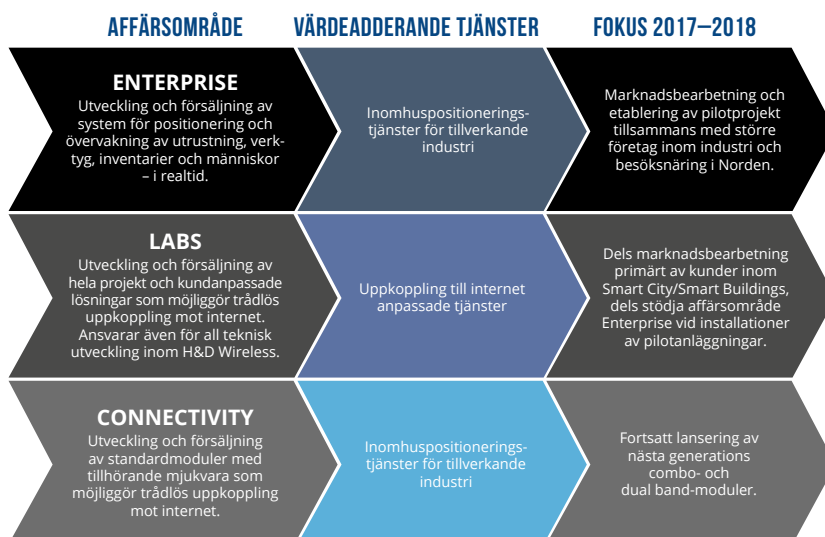 AFFÄRSOMRÅDE
VÄRDEADDERANDE TJÄNSTER
FOKUS 2017–2018
ENTERPRISE
Utveckling och försäljning av
system för positionering och
övervakning av utrustning, verk-
tyg, inventarier och människor
– i realtid.
Inomhuspositionerings-
tjänster för tillverkande
industri
Marknadsbearbetning och
etablering av pilotprojekt
tillsammans med större
företag inom industri och
besöksnäring i Norden.
LABS
Utveckling och försäljning av
hela projekt och kundanpassade
lösningar som möjliggör trådlös
uppkoppling mot internet.
Ansvarar även för all teknisk
utveckling inom H&D Wireless.
Uppkoppling till internet
anpassade tjänster
Dels marknadsbearbetning
primärt av kunder inom
Smart City/Smart Buildings,
dels stödja affärsområde
Enterprise vid installationer
av pilotanläggningar.
CONNECTIVITY
Utveckling och försäljning
av standardmoduler med
tillhörande mjukvara som
möjliggör trådlös uppkoppling
mot internet.
Inomhuspositionerings-
tjänster för tillverkande
industri
Fortsatt lansering av
nästa generations
combo- och
dual band-moduler.